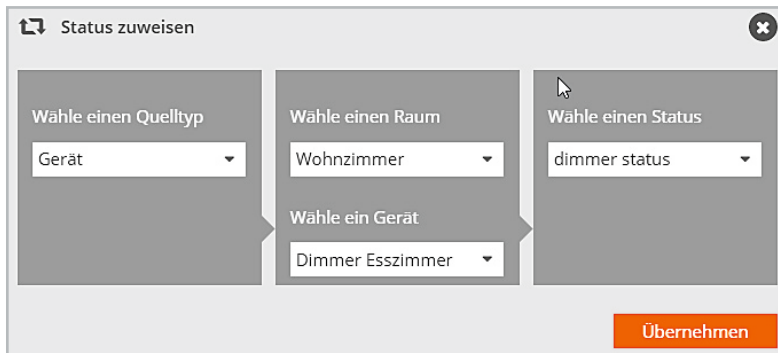 Status zuweisen
Wähle einen Quelltyp
Gerät
Wähle einen Raum
Wohnzimmer
Wähle ein Gerät
Dimmer Esszimmer
Wähle einen Status
dimmer status
Übernehmen